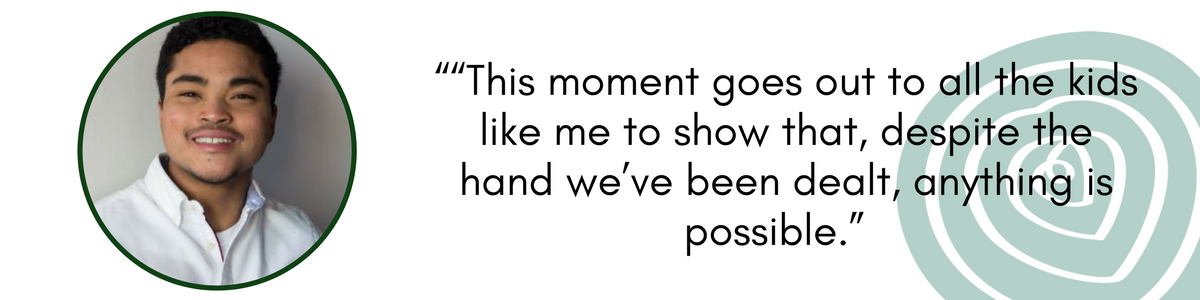 ““This moment goes out to all the kids
like me to show that, despite the
hand we’ve been dealt, anything is
possible.”